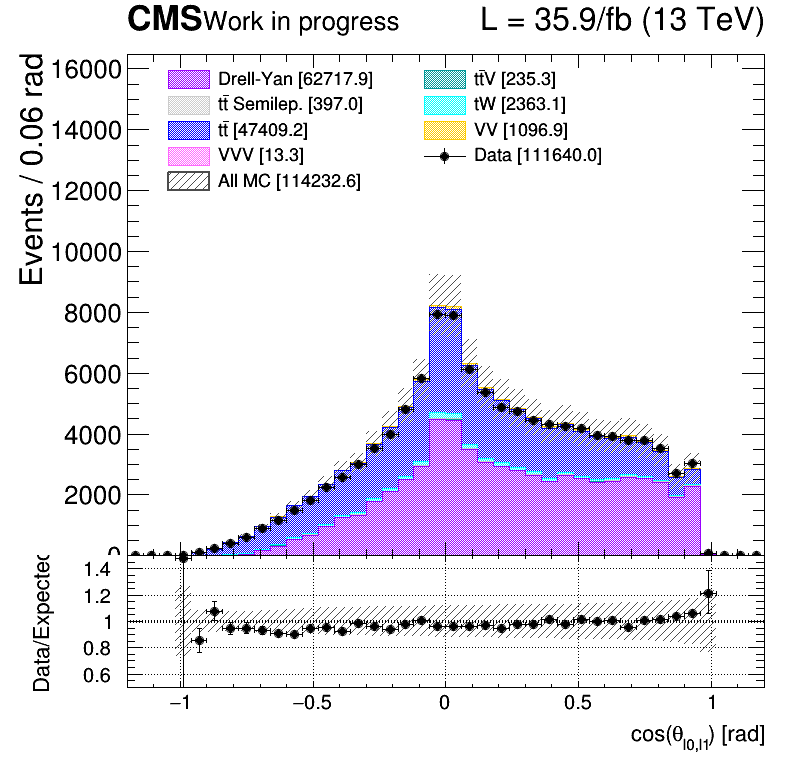 CMS Work in progress L = 35.9/fb (13 TeV)
Events / 0.06 rad
16000
14000
12000
10000
8000
6000
4000
2000
0
Drell-Yan [62717.9]
tt̄ Semilep. [397.0]
tt̄ [47409.2]
VVV [13.3]
All MC [114232.6]
tt̄V [235.3]
tW [2363.1]
VV [1096.9]
Data [111640.0]
Data/Expected
1.4
1.2
1
0.8
0.6
−1 −0.5 0 0.5 1
cos(θl0,l1) [rad]